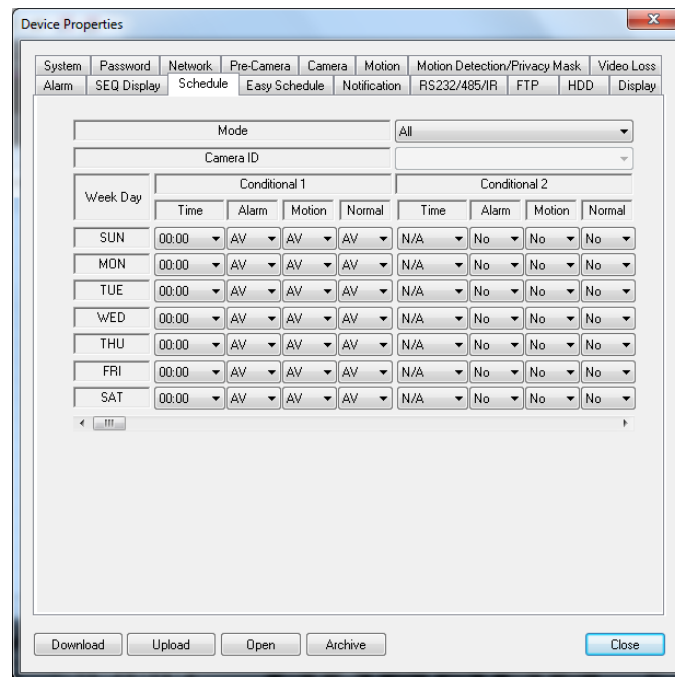 Device Properties
System Password Network Pre-Camera Camera Motion Motion Detection/Privacy Mask Video Loss
Alarm SEQ Display Schedule Easy Schedule Notification RS232/485/IR FTP HDD Display
Mode All
Camera ID
Week Day Conditional 1 Conditional 2
Time Alarm Motion Normal Time Alarm Motion Normal
SUN 00:00 AV AV AV N/A No No No
MON 00:00 AV AV AV N/A No No No
TUE 00:00 AV AV AV N/A No No No
WED 00:00 AV AV AV N/A No No No
THU 00:00 AV AV AV N/A No No No
FRI 00:00 AV AV AV N/A No No No
SAT 00:00 AV AV AV N/A No No No
Download Upload Open Archive Close